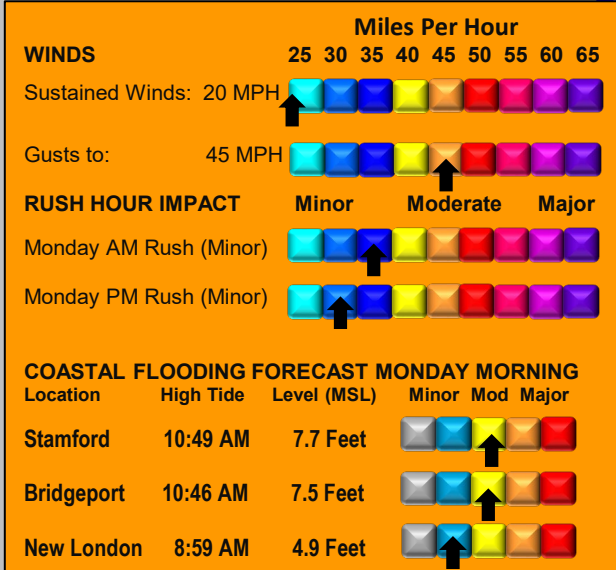 Miles Per Hour
WINDS 25 30 35 40 45 50 55 60 65
Sustained Winds: 20 MPH
Gusts to: 45 MPH
RUSH HOUR IMPACT Minor Moderate Major
Monday AM Rush (Minor)
Monday PM Rush (Minor)
COASTAL FLOODING FORECAST MONDAY MORNING
Location High Tide Level (MSL) Minor Mod Major
Stamford 10:49 AM 7.7 Feet
Bridgeport 10:46 AM 7.5 Feet
New London 8:59 AM 4.9 Feet